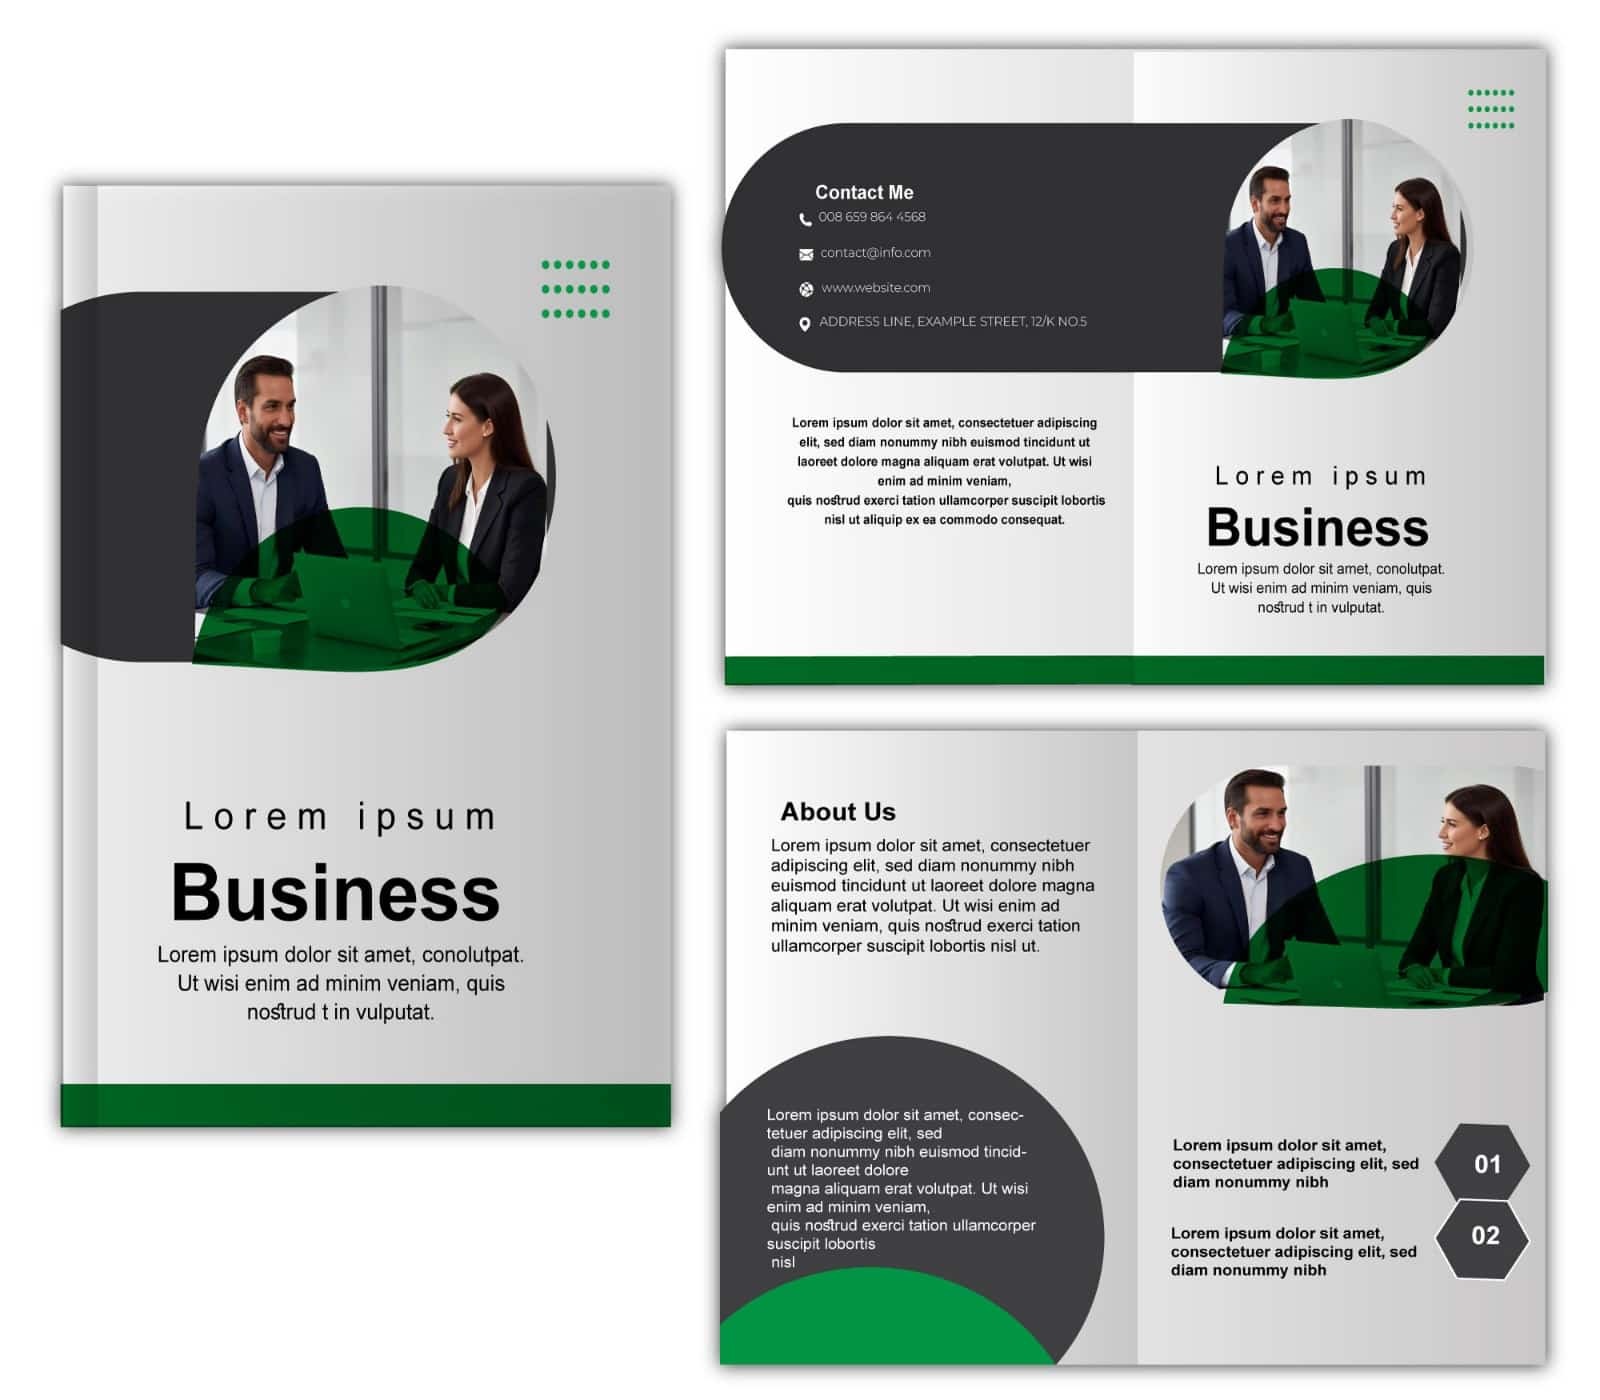 Lorem ipsum
Business
Lorem ipsum dolor sit amet, conolutpat.
Ut wisi enim ad minim veniam, quis
nostrud t in vulputat.
Contact Me
008 659 864 4568
contact@info.com
www.website.com
ADDRESS LINE, EXAMPLE STREET, 12/K NO.5
Lorem ipsum dolor sit amet, consectetuer adipiscing
elit, sed diam nonummy nibh euismod tincidunt ut
laoreet dolore magna aliquam erat volutpat. Ut wisi
enim ad minim veniam,
quis nostrud exerci tation ullamcorper suscipit lobortis
nisl ut aliquip ex ea commodo consequat.
Lorem ipsum
Business
Lorem ipsum dolor sit amet, conolutpat.
Ut wisi enim ad minim veniam, quis
nostrud t in vulputat.
About Us
Lorem ipsum dolor sit amet, consectetuer
adipiscing elit, sed diam nonummy nibh
euismod tincidunt ut laoreet dolore magna
aliquam erat volutpat. Ut wisi enim ad
minim veniam, quis nostrud exerci tation
ullamcorper suscipit lobortis nisl ut.
Lorem ipsum dolor sit amet, consec-
tetuer adipiscing elit, sed
diam nonummy nibh euismod tincid-
unt ut laoreet dolore
magna aliquam erat volutpat. Ut wisi
enim ad minim veniam,
quis nostrud exerci tation ullamcorper
suscipit lobortis
nisl
Lorem ipsum dolor sit amet,
consectetuer adipiscing elit, sed
diam nonummy nibh
01
Lorem ipsum dolor sit amet,
consectetuer adipiscing elit, sed
diam nonummy nibh
02